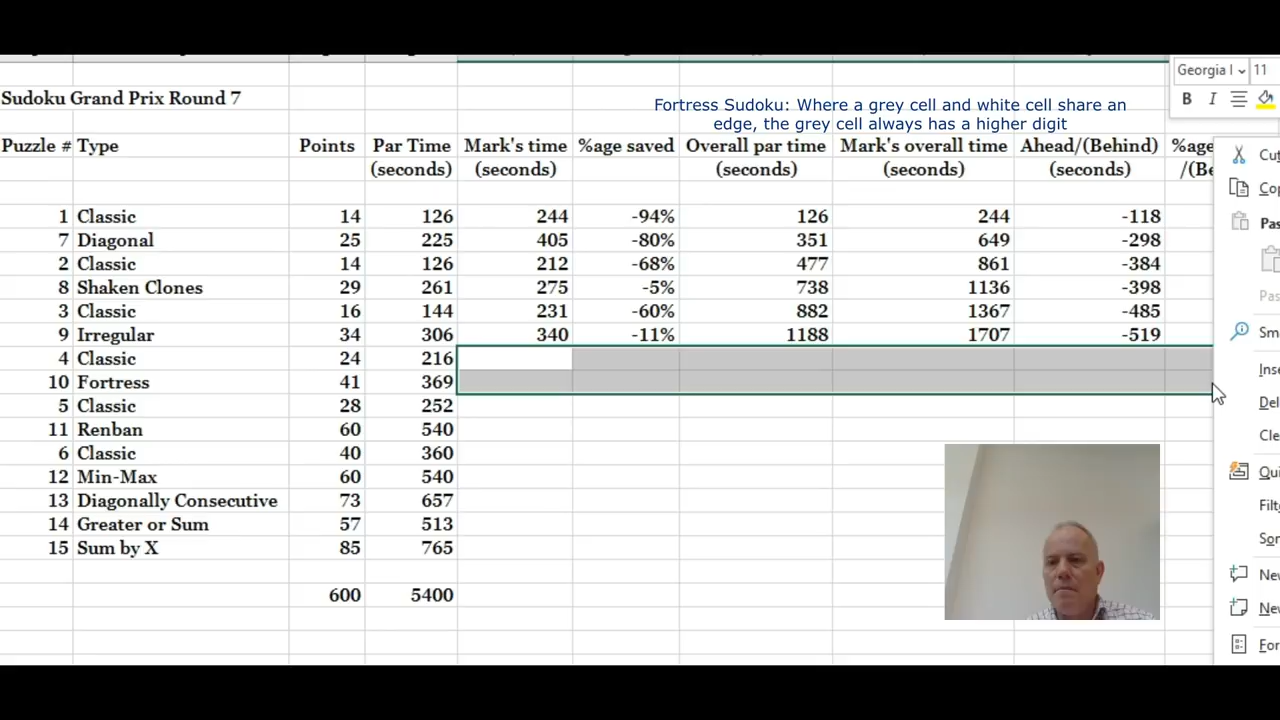 Georgia 11
Sudoku Grand Prix Round 7
B I
Fortress Sudoku: Where a grey cell and white cell share an
edge, the grey cell always has a higher digit
Puzzle # Type Points Par Time Mark's time %age saved Overall par time Mark's overall time Ahead/(Behind) %age
(seconds) (seconds) (seconds) (seconds) (seconds)
1 Classic 14 126 244 -94% 126 244 -118
7 Diagonal 25 225 405 -80% 351 649 -298
2 Classic 14 126 212 -68% 477 861 -384
8 Shaken Clones 29 261 275 -5% 738 1136 -398
3 Classic 16 144 231 -60% 882 1367 -485
9 Irregular 34 306 340 -11% 1188 1707 -519
4 Classic 24 216
10 Fortress 41 369
5 Classic 28 252
11 Renban 60 540
6 Classic 40 360
12 Min-Max 60 540
13 Diagonally Consecutive 73 657
14 Greater or Sum 57 513
15 Sum by X 85 765
600 5400